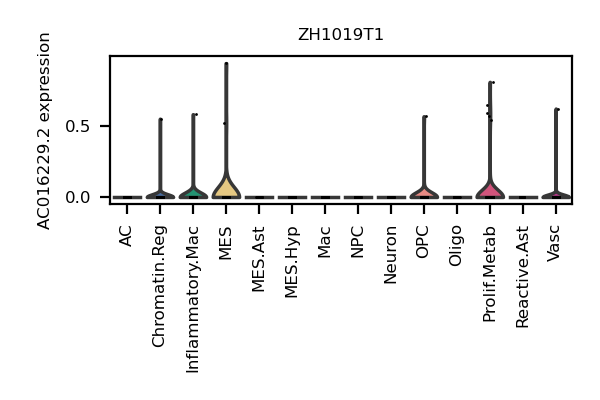 ZH1019T1
AC016229.2 expression
0.5
0.0
AC
Chromatin.Reg
Inflammatory.Mac
MES
MES.Ast
MES.Hyp
Mac
NPC
Neuron
OPC
Oligo
Prolif.Metab
Reactive.Ast
Vasc